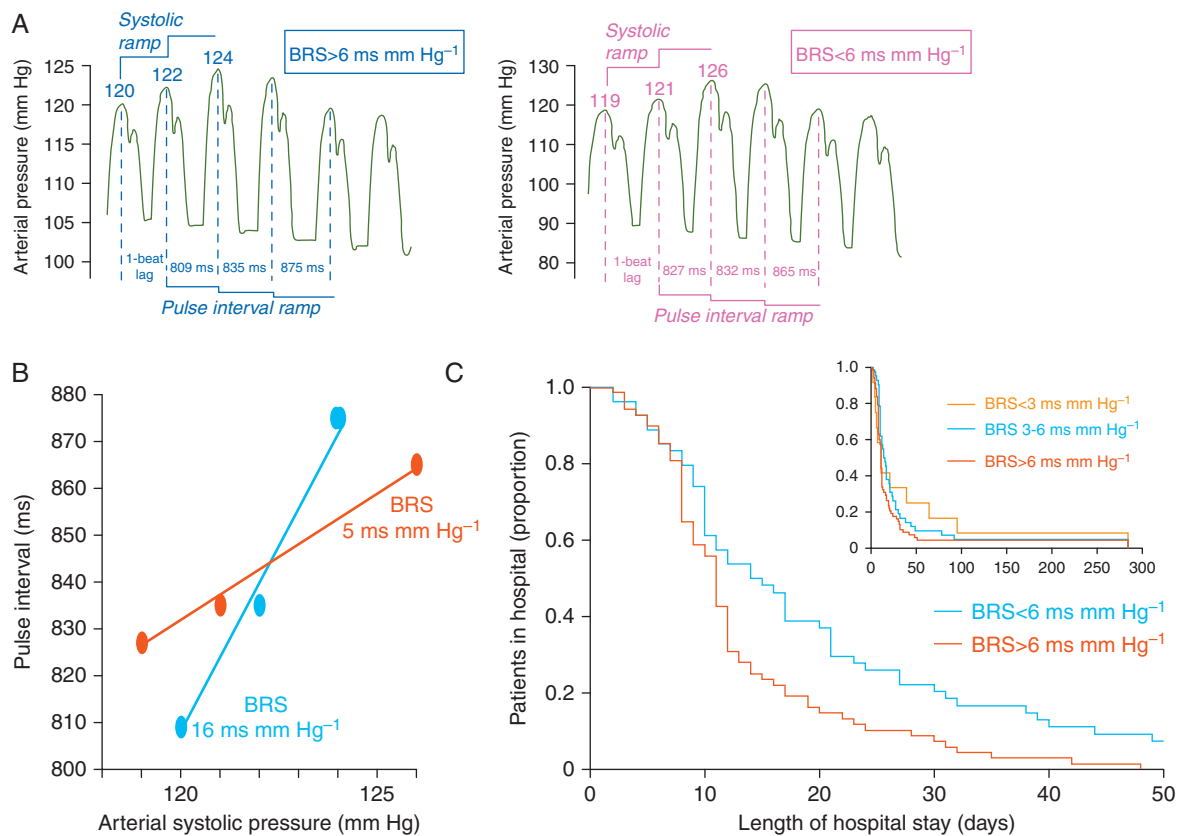 A
Systolic
ramp
BRS>6 ms mm Hg⁻¹
Arterial pressure (mm Hg)
125
120
115
110
105
100
120
122
124
1-beat
lag
809 ms
835 ms
875 ms
Pulse interval ramp
Systolic
ramp
BRS<6 ms mm Hg⁻¹
Arterial pressure (mm Hg)
130
120
110
100
90
80
119
121
126
1-beat
lag
827 ms
832 ms
865 ms
Pulse interval ramp
B
Pulse interval (ms)
880
870
860
850
840
830
820
810
800
BRS
5 ms mm Hg⁻¹
BRS
16 ms mm Hg⁻¹
120
125
Arterial systolic pressure (mm Hg)
C
Patients in hospital (proportion)
1.0
0.8
0.6
0.4
0.2
0
0
10
20
30
40
50
Length of hospital stay (days)
BRS<6 ms mm Hg⁻¹
BRS>6 ms mm Hg⁻¹
1.0
0.8
0.6
0.4
0.2
0
0
50
100
150
200
250
300
BRS<3 ms mm Hg⁻¹
BRS 3-6 ms mm Hg⁻¹
BRS>6 ms mm Hg⁻¹